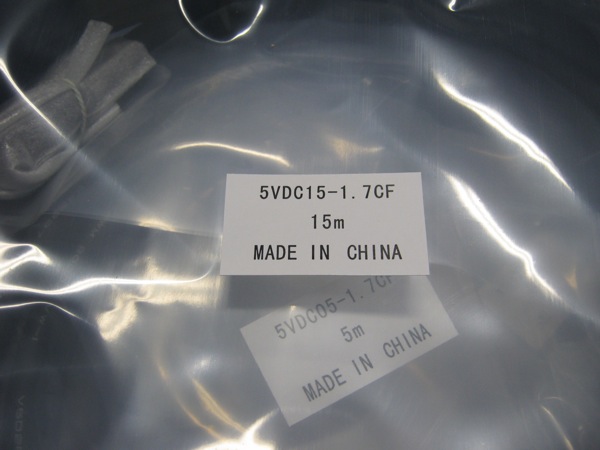 5VDC15-1.7CF
15m
MADE IN CHINA
5VDC05-1.7CF
5m
MADE IN CHINA